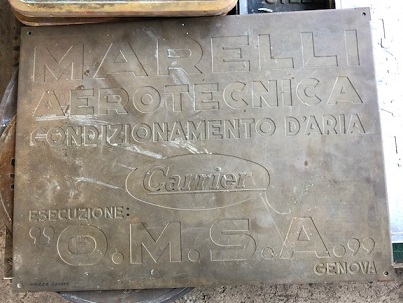 MARELLI
AEROTECNICA
CONDIZIONAMENTO D'ARIA
Carrier
ESECUZIONE:
"O.M.S.A."
GENOVA